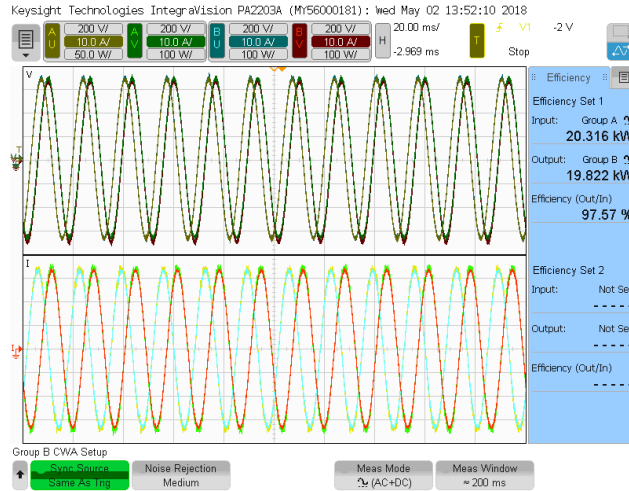 Keysight Technologies IntegraVision PA2203A (MY56000181): Wed May 02 13:52:10 2018
A U 200 V/ A V 200 V/ B U 200 V/ B V 200 V/ H 20.00 ms/ T V1 -2 V
10.0 A/ 10.0 A/ 10.0 A/ 10.0 A/
50.0 W/ 100 W/ 100 W/ 100 W/ -2.969 ms Stop
V
T
I
I
Efficiency
Efficiency Set 1
Input: Group A
20.316 kW
Output: Group B
19.822 kW
Efficiency (Out/In)
97.57 %
Efficiency Set 2
Input: Not Se
- - - -
Output: Not Se
- - - -
Efficiency (Out/In)
- - - -
Group B CWA Setup
Sync Source Noise Rejection Meas Mode Meas Window
Same As Trig Medium (AC+DC) ≈ 200 ms